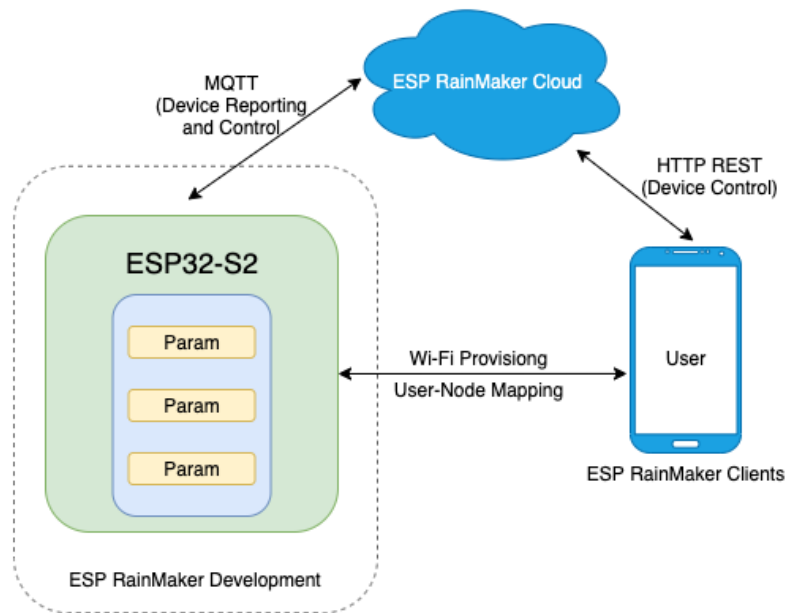 MQTT
(Device Reporting
and Control
ESP RainMaker Cloud
HTTP REST
(Device Control)
ESP32-S2
Param
Param
Param
Wi-Fi Provisiong
User-Node Mapping
User
ESP RainMaker Clients
ESP RainMaker Development